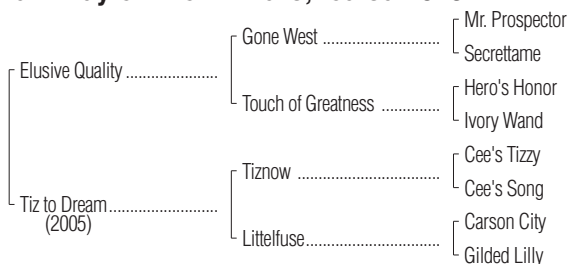 Mr. Prospector
Gone West ..............................
Secrettame
Elusive Quality .......................
Hero's Honor
Touch of Greatness ...............
Ivory Wand
Cee's Tizzy
Tiznow ....................................
Cee's Song
Tiz to Dream...........................
(2005)
Carson City
Littelfuse.................................
Gilded Lilly